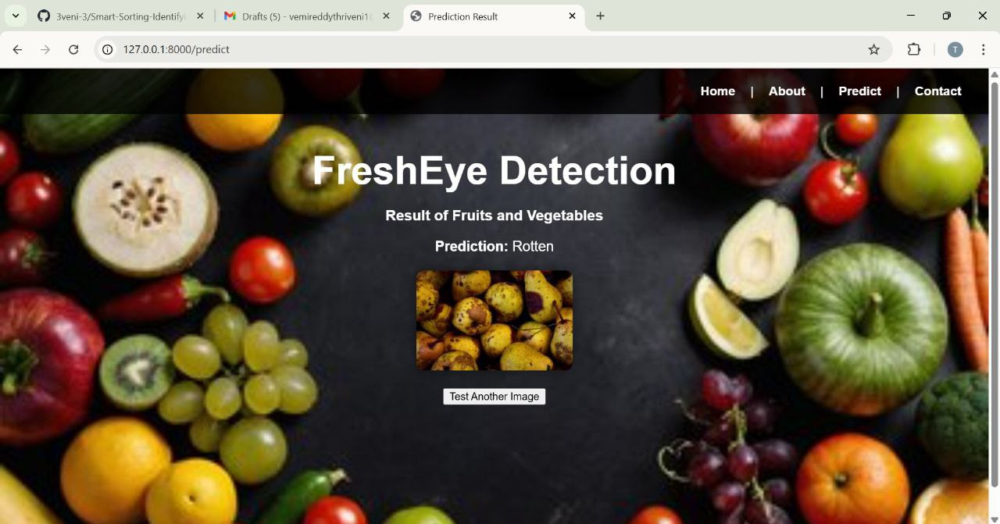 3veni-3/Smart-Sorting-Identifyi
Drafts (5) - vemireddythriveni1
Prediction Result
127.0.0.1:8000/predict
T
Home | About | Predict | Contact
FreshEye Detection
Result of Fruits and Vegetables
Prediction: Rotten
Test Another Image